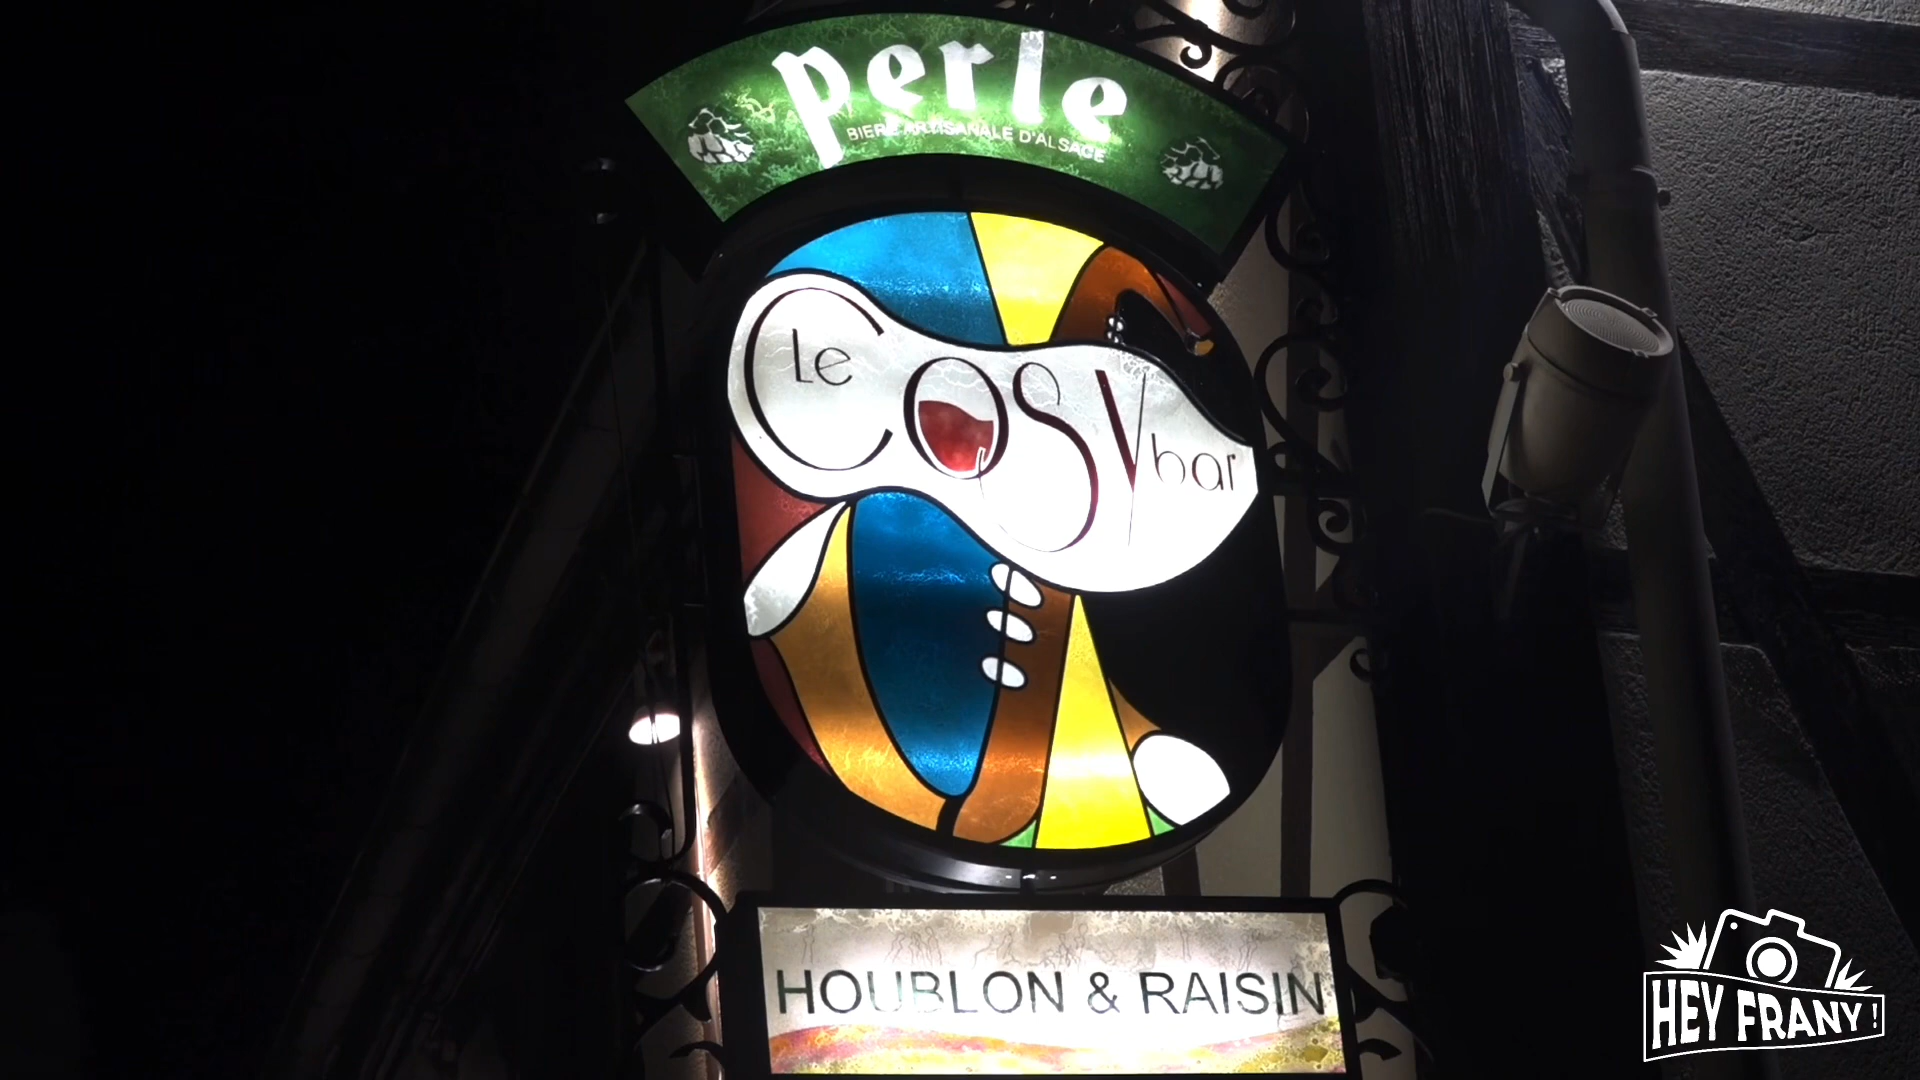 perle
BIERE ARTISANALE D'ALSACE
Le
COSY bar
HOUBLON & RAISIN
HEY FRANY !